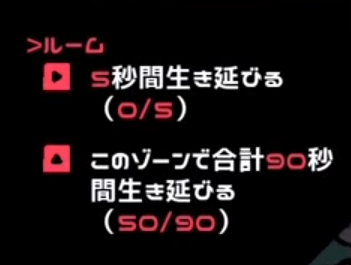 >ルーム
5秒間生き延びる
（0/5）
このゾーンで合計90秒
間生き延びる
（50/90）